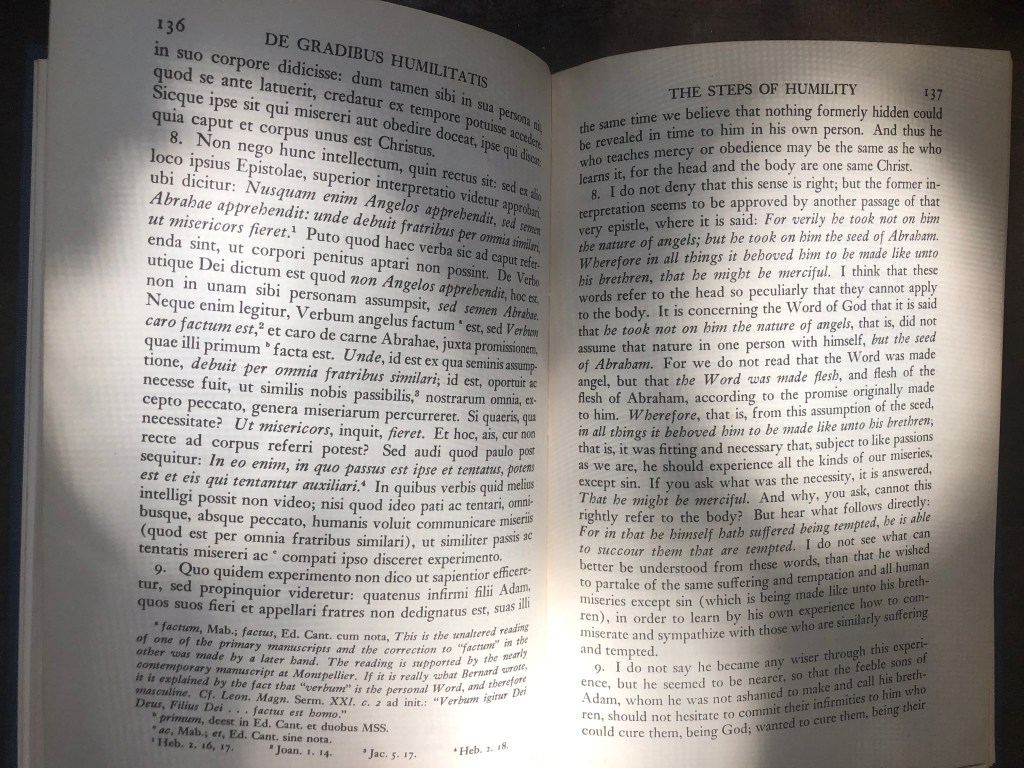 136
DE GRADIBUS HUMILITATIS
in suo corpore didicisse: dum tamen sibi in sua persona nil,
quod se ante latuerit, credatur ex tempore potuisse accedere.
Sicque ipse sit qui misereri aut obedire doceat, ipse qui discat
quia caput et corpus unus est Christus.
8. Non nego hunc intellectum, quin rectus sit: sed ex alio
loco ipsius Epistolae, superior interpretatio videtur approbari,
ubi dicitur: Nusquam enim Angelos apprehendit, sed semen
Abrahae apprehendit: unde debuit fratribus per omnia similari,
ut misericors fieret.¹ Puto quod haec verba sic ad caput refer-
enda sint, ut corpori penitus aptari non possint. De Verbo
utique Dei dictum est quod non Angelos apprehendit, hoc est,
non in unam sibi personam assumpsit, sed semen Abrahae.
Neque enim legitur, Verbum angelus factum ᵃ est, sed Verbum
caro factum est,² et caro de carne Abrahae, juxta promissionem,
quae illi primum ᵇ facta est. Unde, id est ex qua seminis assump-
tione, debuit per omnia fratribus similari; id est, oportuit ac
necesse fuit, ut similis nobis passibilis,³ nostrarum omnia, ex-
cepto peccato, genera miseriarum percurreret. Si quaeris, qua
necessitate? Ut misericors, inquit, fieret. Et hoc, ais, cur non
recte ad corpus referri potest? Sed audi quod paulo post
sequitur: In eo enim, in quo passus est ipse et tentatus, potens
est et eis qui tentantur auxiliari.⁴ In quibus verbis quid melius
intelligi possit non video; nisi quod ideo pati ac tentari, omni-
busque, absque peccato, humanis voluit communicare miseriis
(quod est per omnia fratribus similari), ut similiter passis ac
tentatis misereri ac ᶜ compati ipso disceret experimento.
9. Quo quidem experimento non dico ut sapientior efficere-
tur, sed propinquior videretur: quatenus infirmi filii Adam,
quos suos fieri et appellari fratres non dedignatus est, suas illi
ᵃ factum, Mab.; factus, Ed. Cant. cum nota, This is the unaltered reading
of one of the primary manuscripts and the correction to "factum" in the
other was made by a later hand. The reading is supported by the nearly
contemporary manuscript at Montpellier. If it is really what Bernard wrote,
it is explained by the fact that "verbum" is the personal Word, and therefore
masculine. Cf. Leon. Magn. Serm. XXI. c. 2 ad init.: "Verbum igitur Dei
Deus, Filius Dei . . . factus est homo."
ᵇ primum, deest in Ed. Cant. et duobus MSS.
ᶜ ac, Mab.; et, Ed. Cant. sine nota.
¹ Heb. 2. 16, 17. ² Joan. 1. 14. ³ Jac. 5. 17. ⁴ Heb. 2. 18.
THE STEPS OF HUMILITY
137
the same time we believe that nothing formerly hidden could
be revealed in time to him in his own person. And thus he
who teaches mercy or obedience may be the same as he who
learns it, for the head and the body are one same Christ.
8. I do not deny that this sense is right; but the former in-
terpretation seems to be approved by another passage of that
very epistle, where it is said: For verily he took not on him
the nature of angels; but he took on him the seed of Abraham.
Wherefore in all things it behoved him to be made like unto
his brethren, that he might be merciful. I think that these
words refer to the head so peculiarly that they cannot apply
to the body. It is concerning the Word of God that it is said
that he took not on him the nature of angels, that is, did not
assume that nature in one person with himself, but the seed
of Abraham. For we do not read that the Word was made
angel, but that the Word was made flesh, and flesh of the
flesh of Abraham, according to the promise originally made
to him. Wherefore, that is, from this assumption of the seed,
in all things it behoved him to be made like unto his brethren;
that is, it was fitting and necessary that, subject to like passions
as we are, he should experience all the kinds of our miseries,
except sin. If you ask what was the necessity, it is answered,
That he might be merciful. And why, you ask, cannot this
rightly refer to the body? But hear what follows directly:
For in that he himself hath suffered being tempted, he is able
to succour them that are tempted. I do not see what can
better be understood from these words, than that he wished
to partake of the same suffering and temptation and all human
miseries except sin (which is being made like unto his breth-
ren), in order to learn by his own experience how to com-
miserate and sympathize with those who are similarly suffering
and tempted.
9. I do not say he became any wiser through this experi-
ence, but he seemed to be nearer, so that the feeble sons of
Adam, whom he was not ashamed to make and call his breth-
ren, should not hesitate to commit their infirmities to him who
could cure them, being God; wanted to cure them, being their